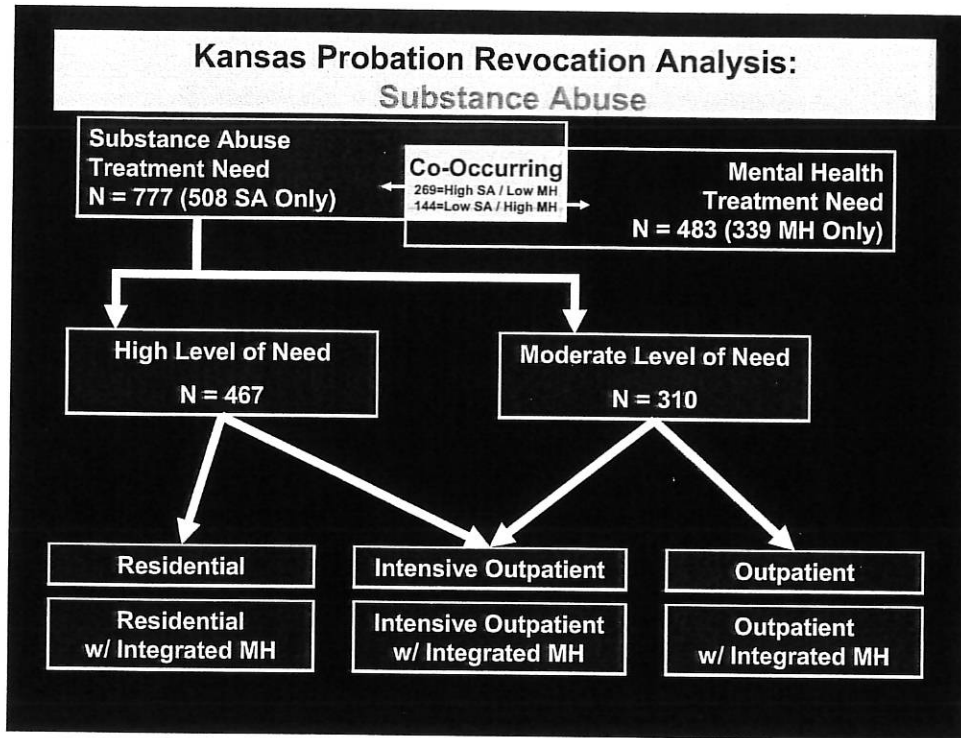 Kansas Probation Revocation Analysis:
Substance Abuse
Substance Abuse
Treatment Need
N = 777 (508 SA Only)
Co-Occurring
269=High SA / Low MH
144=Low SA / High MH
Mental Health
Treatment Need
N = 483 (339 MH Only)
High Level of Need
N = 467
Moderate Level of Need
N = 310
Residential
Intensive Outpatient
Outpatient
Residential
w/ Integrated MH
Intensive Outpatient
w/ Integrated MH
Outpatient
w/ Integrated MH